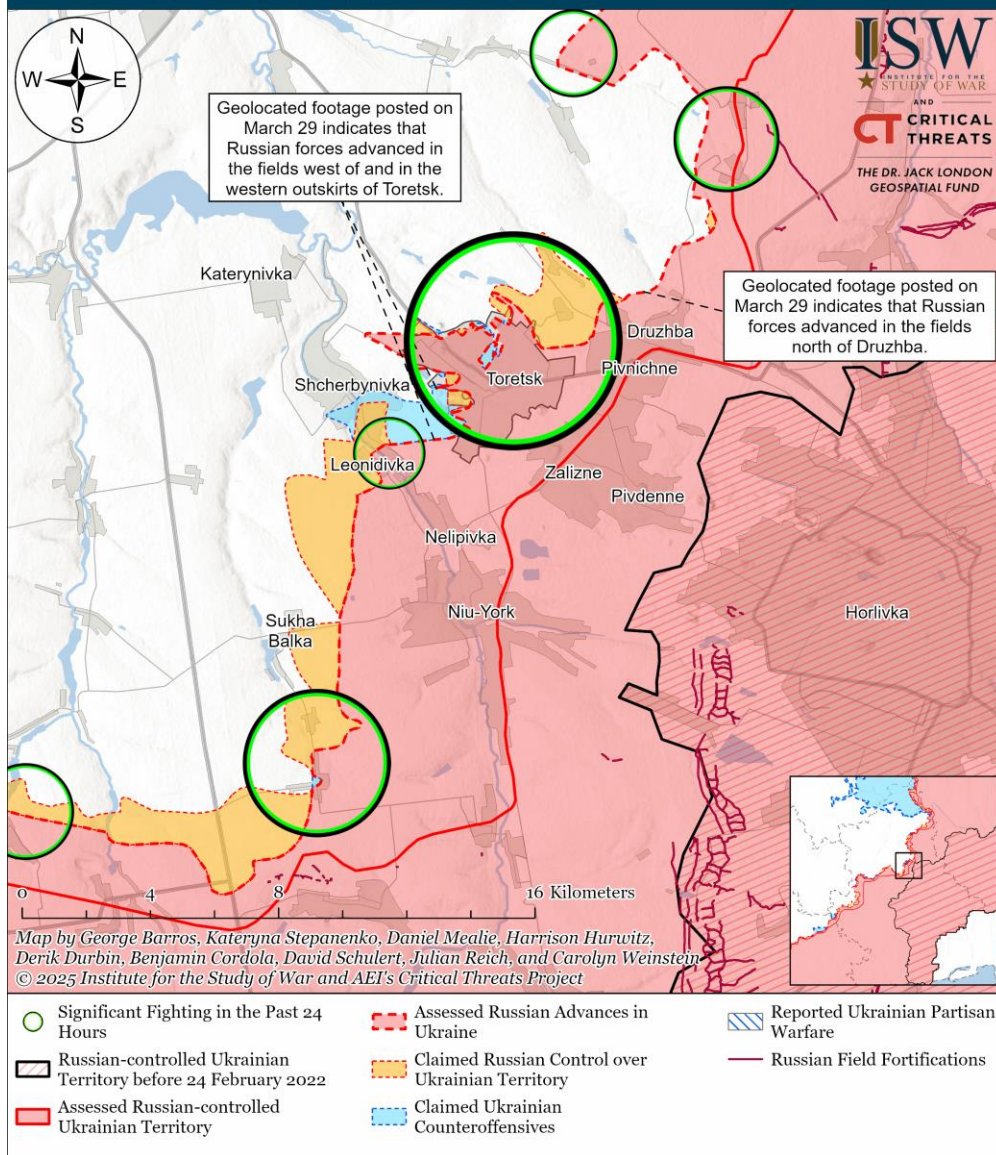 N
W E
S
ISW
INSTITUTE FOR THE
STUDY OF WAR
AND
CT CRITICAL
THREATS
THE DR. JACK LONDON
GEOSPATIAL FUND
Geolocated footage posted on
March 29 indicates that
Russian forces advanced in
the fields west of and in the
western outskirts of Toretsk.
Katerynivka
Geolocated footage posted on
March 29 indicates that Russian
forces advanced in the fields
north of Druzhba.
Druzhba
Pivnichne
Toretsk
Shcherbynivka
Leonidivka
Zalizne
Pivdenne
Nelipivka
Niu-York
Horlivka
Sukha
Balka
0 4 8 16 Kilometers
Map by George Barros, Kateryna Stepanenko, Daniel Mealie, Harrison Hurwitz,
Derik Durbin, Benjamin Cordola, David Schulert, Julian Reich, and Carolyn Weinstein
© 2025 Institute for the Study of War and AEI's Critical Threats Project
Significant Fighting in the Past 24
Hours
Russian-controlled Ukrainian
Territory before 24 February 2022
Assessed Russian-controlled
Ukrainian Territory
Assessed Russian Advances in
Ukraine
Claimed Russian Control over
Ukrainian Territory
Claimed Ukrainian
Counteroffensives
Reported Ukrainian Partisan
Warfare
Russian Field Fortifications